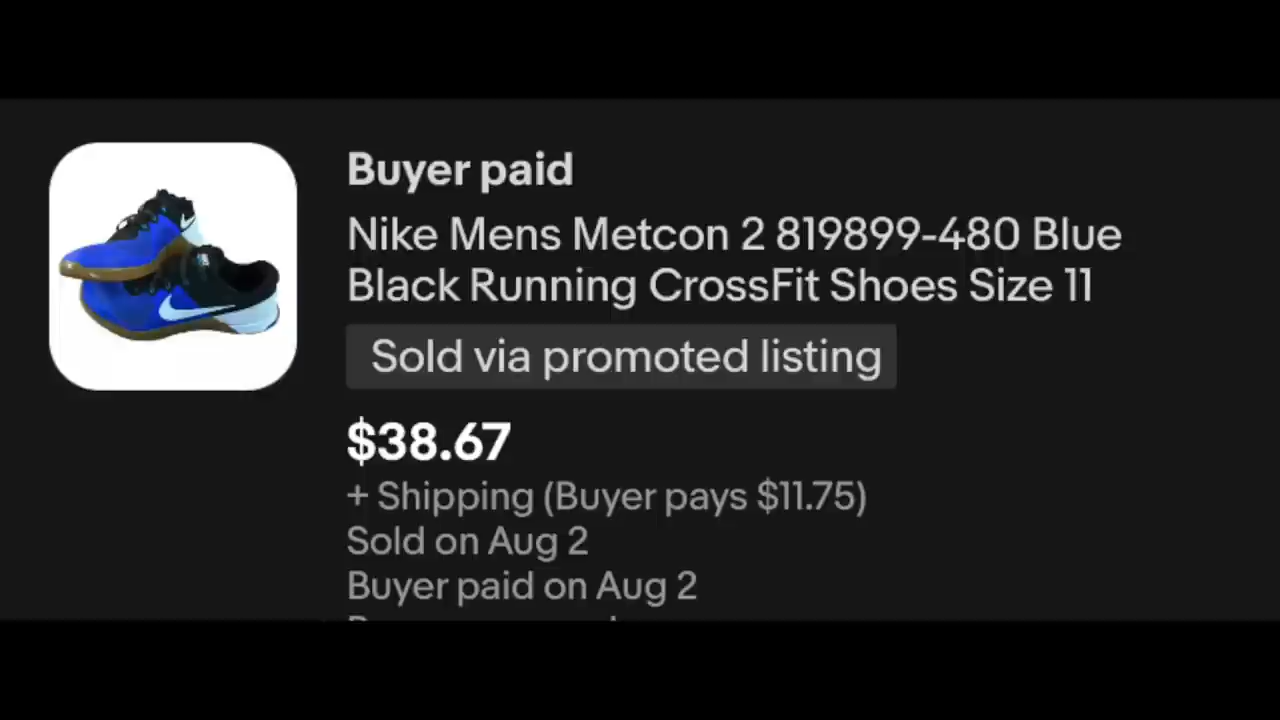 Buyer paid
Nike Mens Metcon 2 819899-480 Blue
Black Running CrossFit Shoes Size 11
Sold via promoted listing
$38.67
+ Shipping (Buyer pays $11.75)
Sold on Aug 2
Buyer paid on Aug 2